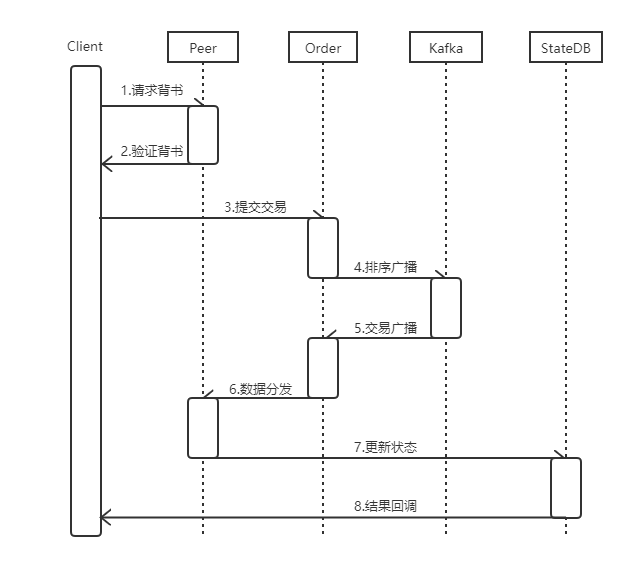 Client
Peer
Order
Kafka
StateDB
1.请求背书
2.验证背书
3.提交交易
4.排序广播
5.交易广播
6.数据分发
7.更新状态
8.结果回调